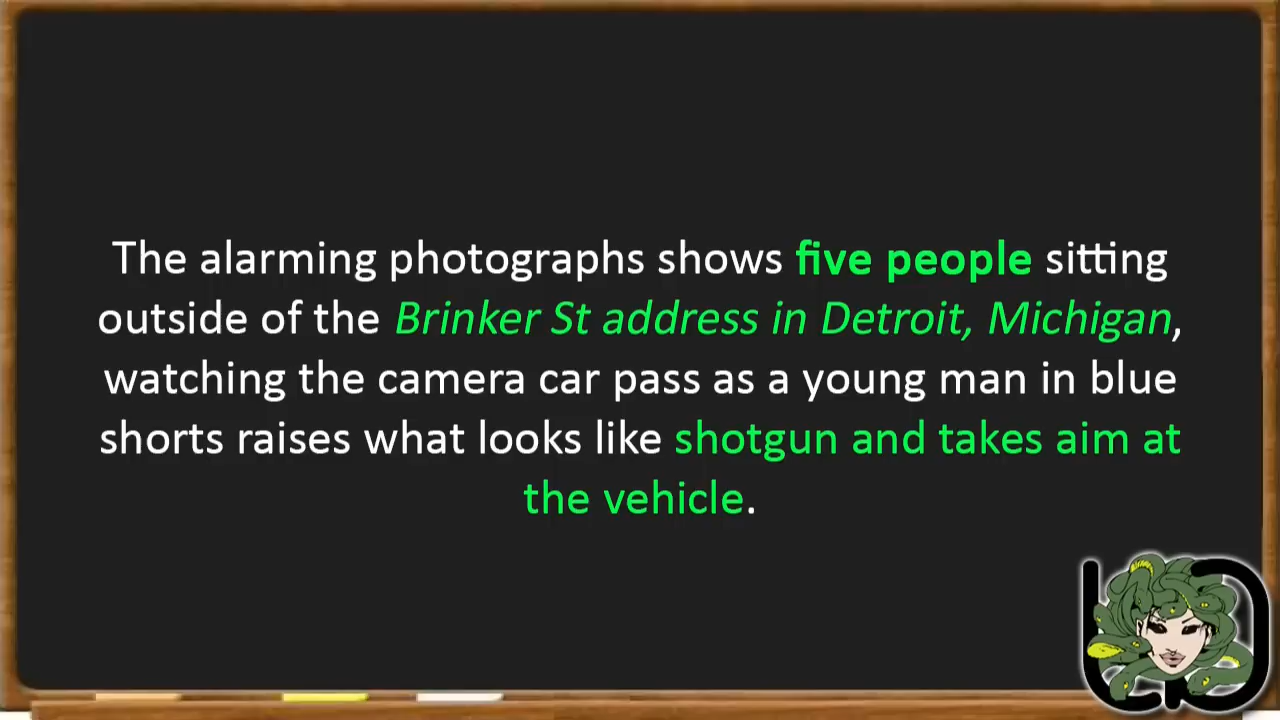 The alarming photographs shows five people sitting
outside of the Brinker St address in Detroit, Michigan,
watching the camera car pass as a young man in blue
shorts raises what looks like shotgun and takes aim at
the vehicle.